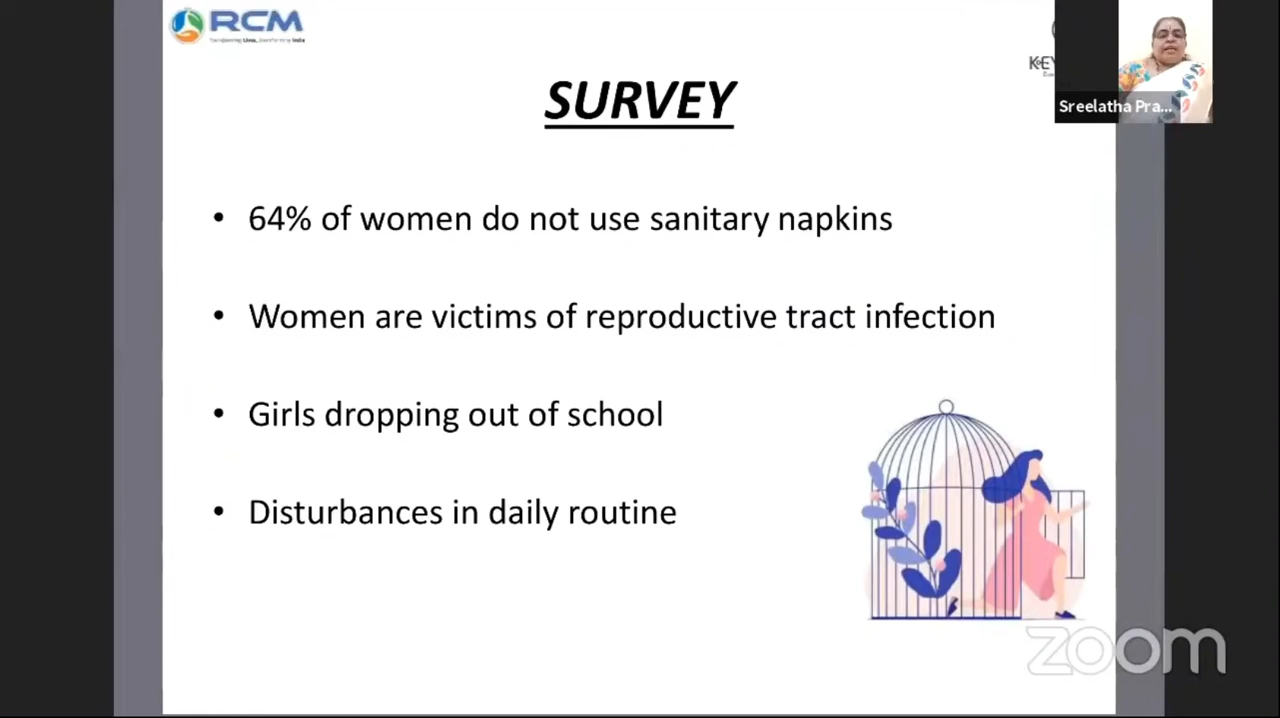 RCM
KEY
Sreelatha Pra...
SURVEY
• 64% of women do not use sanitary napkins
• Women are victims of reproductive tract infection
• Girls dropping out of school
• Disturbances in daily routine
zoom